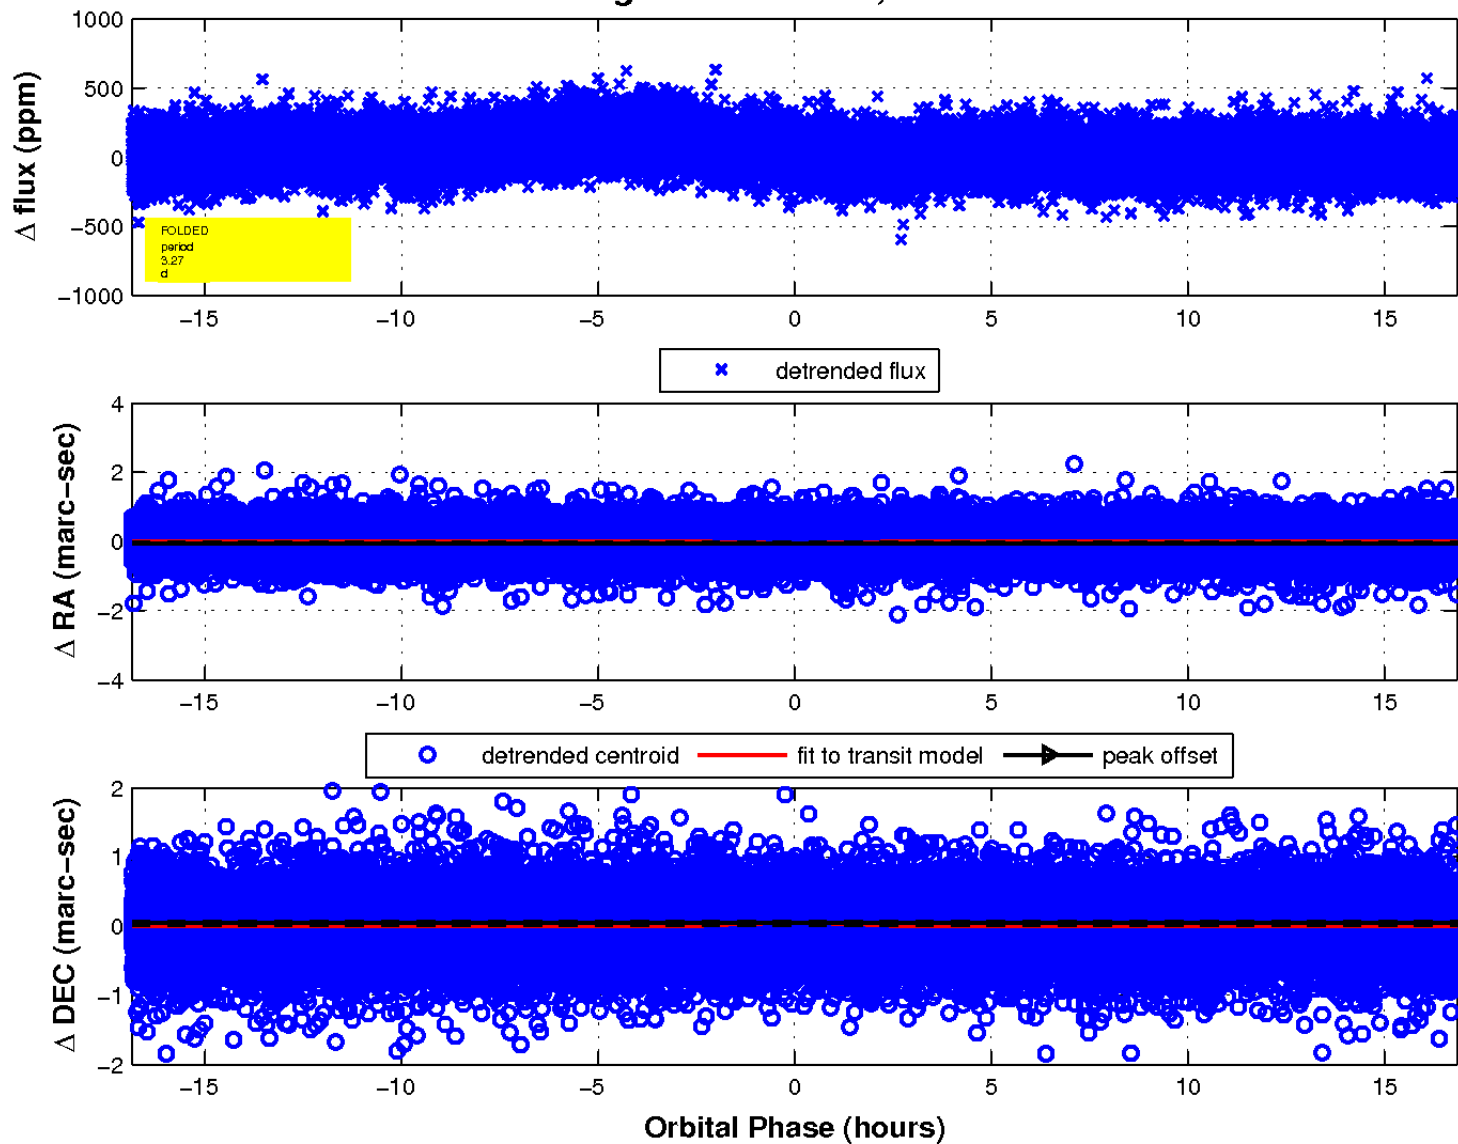 1000
500
0
−500
−1000
Δ flux (ppm)
FOLDED
period
3.27
d
−15 −10 −5 0 5 10 15
detrended flux
4
2
0
−2
−4
Δ RA (marc−sec)
−15 −10 −5 0 5 10 15
detrended centroid fit to transit model peak offset
2
1
0
−1
−2
Δ DEC (marc−sec)
−15 −10 −5 0 5 10 15
Orbital Phase (hours)